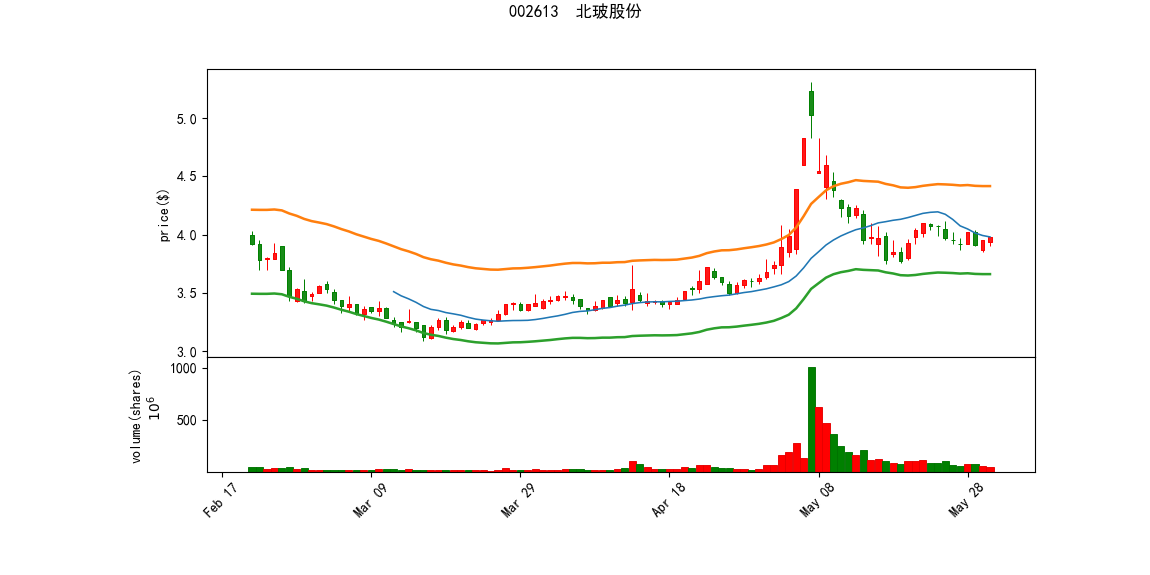 002613 北玻股份
price($)
5.0
4.5
4.0
3.5
3.0
volume(shares)
10^6
1000
500
Feb 17
Mar 09
Mar 29
Apr 18
May 08
May 28